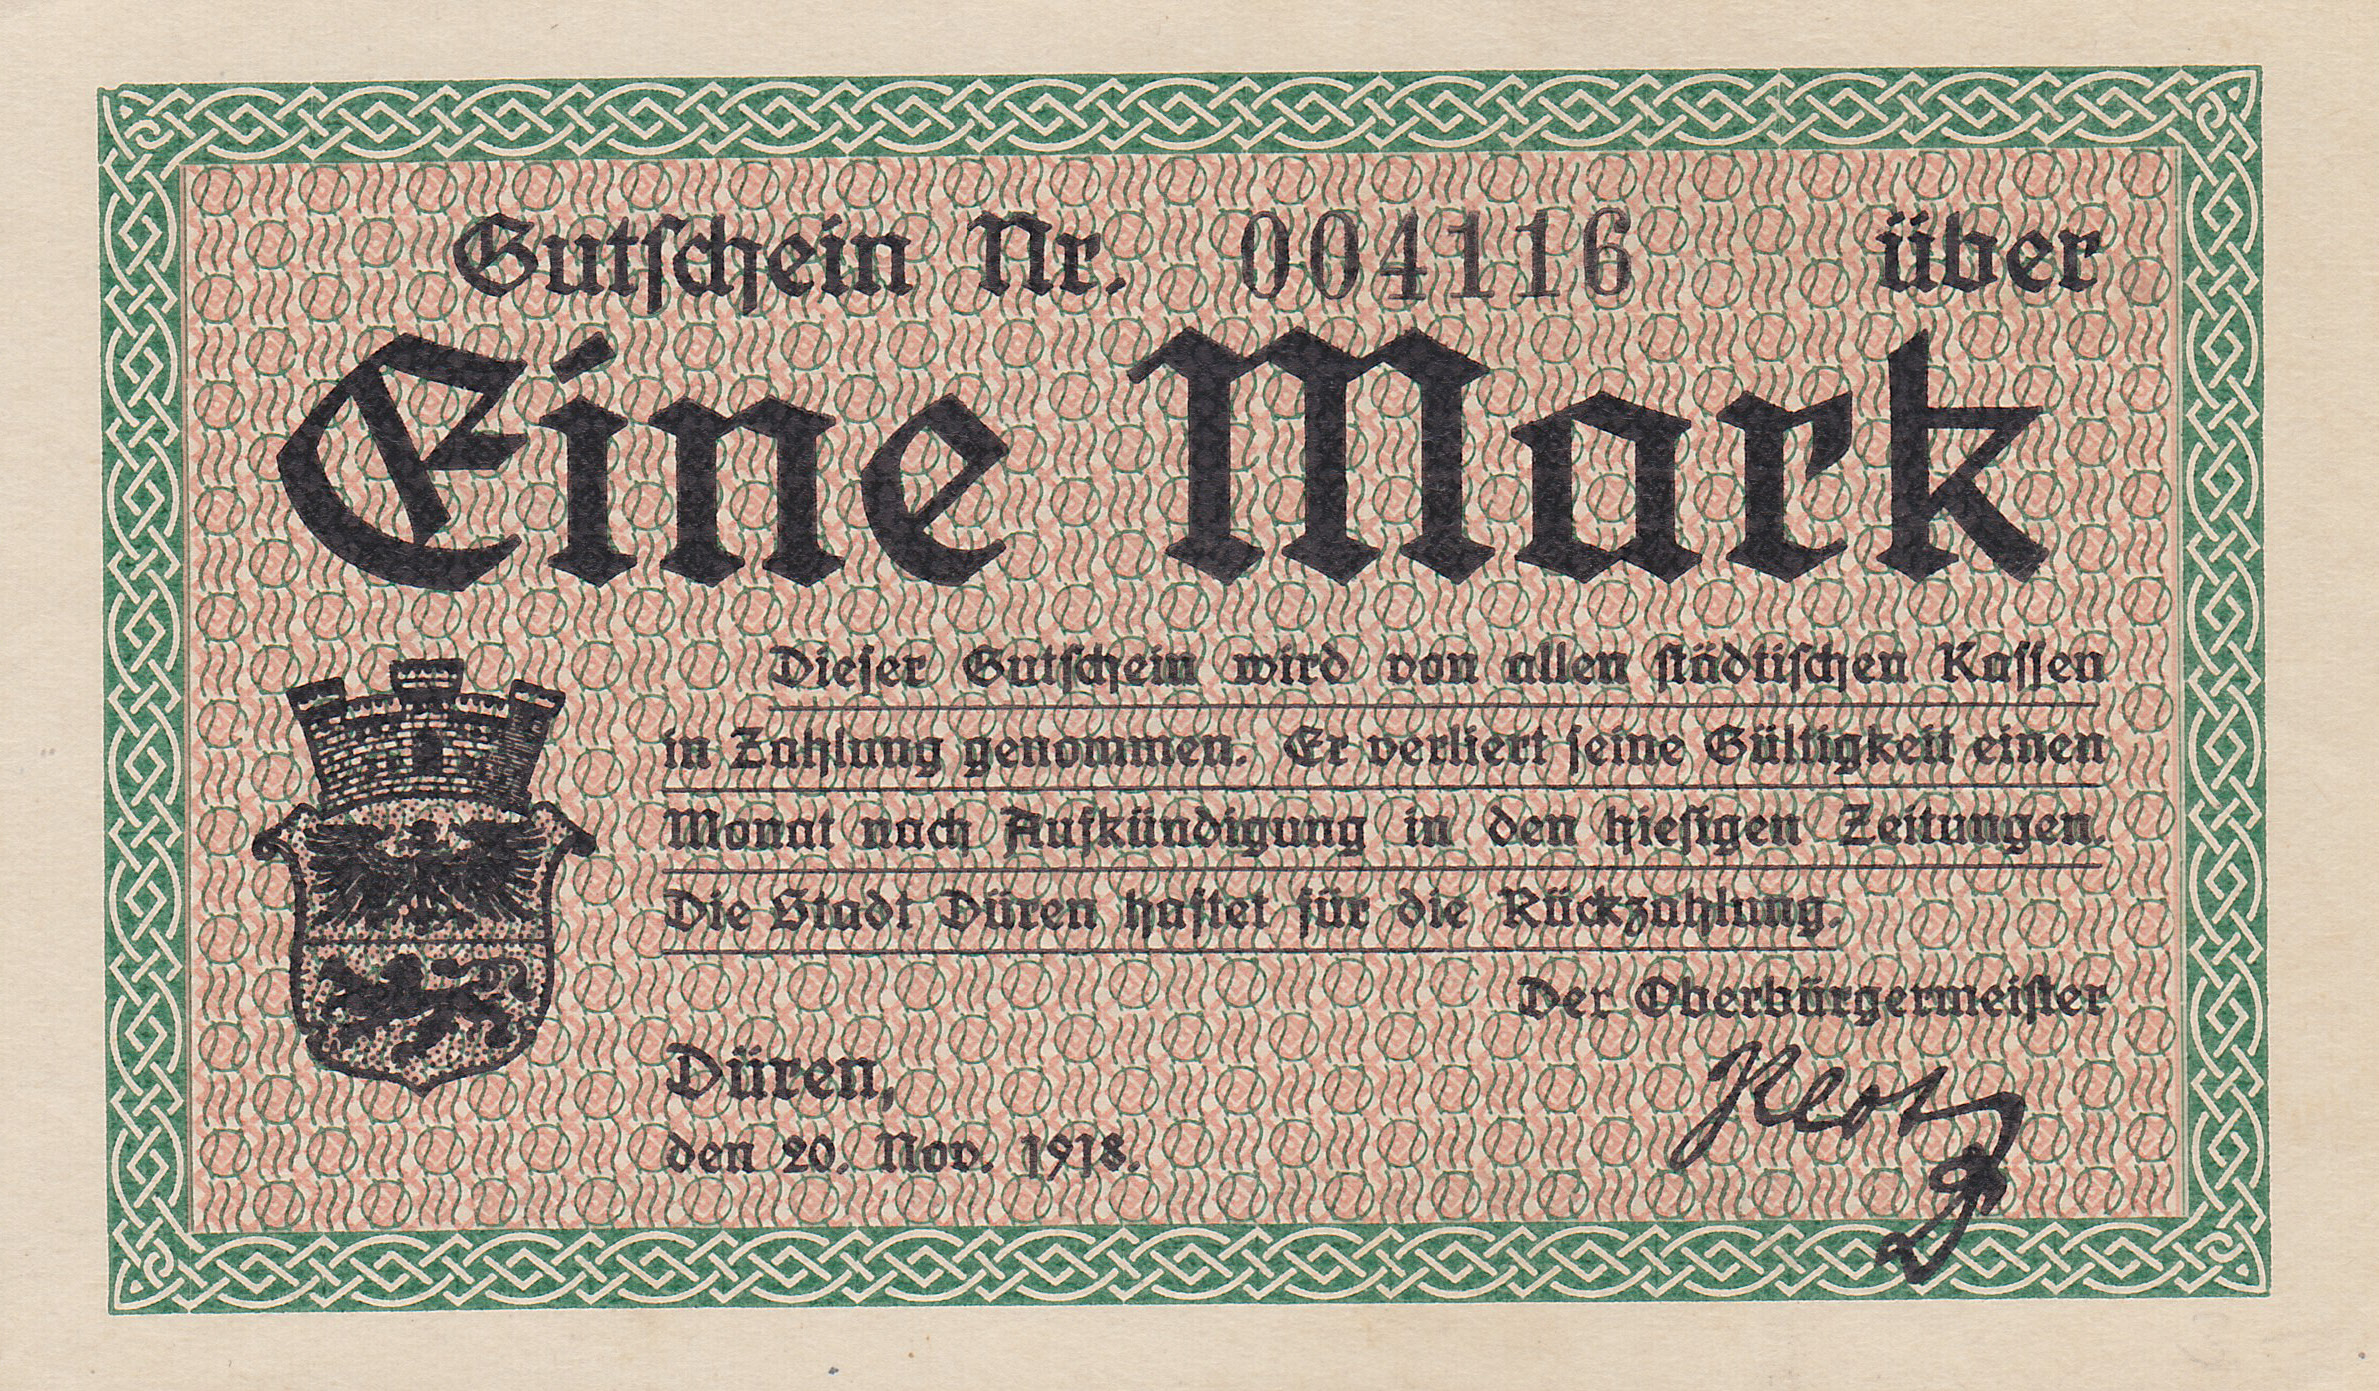 Gutschein Nr. 004116 über
Eine Mark
Dieser Gutschein wird von allen städtischen Kassen
in Zahlung genommen. Er verliert seine Gültigkeit einen
Monat nach Aufkündigung in den hiesigen Zeitungen.
Die Stadt Düren haftet für die Rückzahlung.
Der Oberbürgermeister
Düren,
den 20. Nov. 1918.